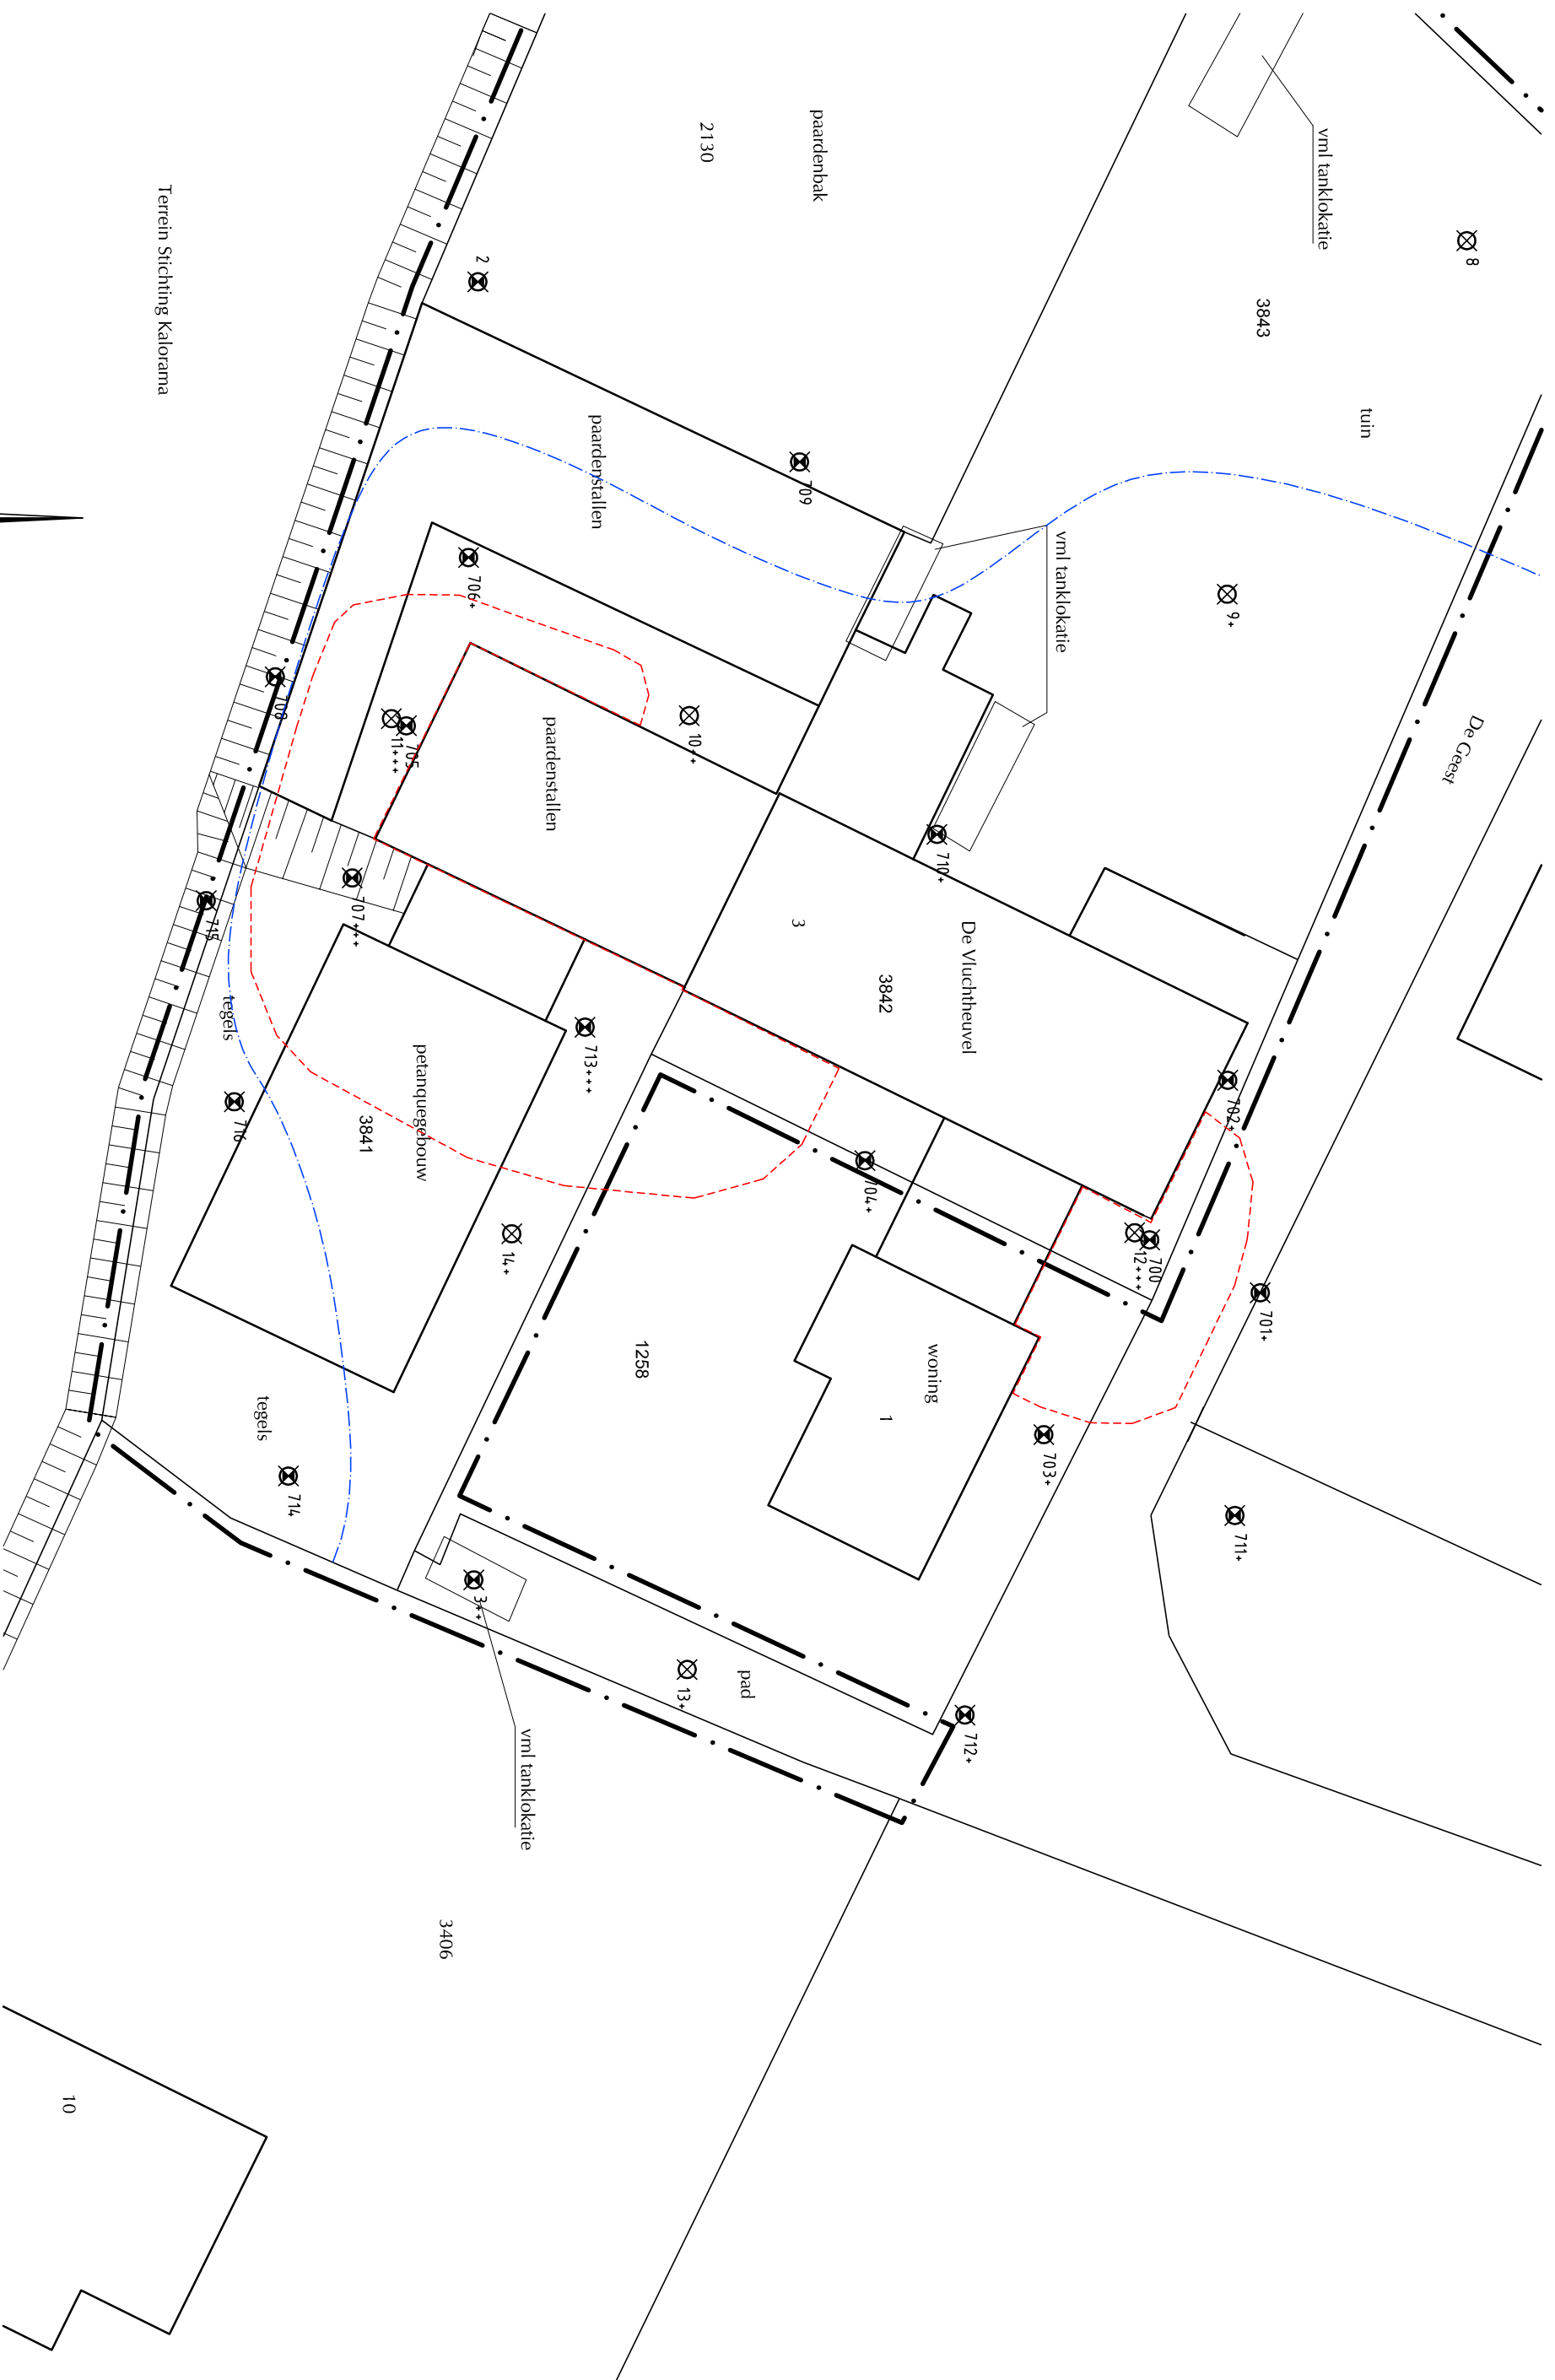 De Geest
8
tuin
vml tanklokatie
3843
9+
702+
701+
711+
12+++
700
vml tanklokatie
De Vluchtheuvel
710+
703+
712+
woning
1
3842
704+
paardenbak
709
3
2130
pad
10++
13+
1258
paardenstallen
713+++
paardenstallen
14++
vml tanklokatie
2
706+
3++
3406
petanquegebouw
705
11+++
3841
707+++
708
714
tegels
716
tegels
715
Terrein Stichting Kalorama
10